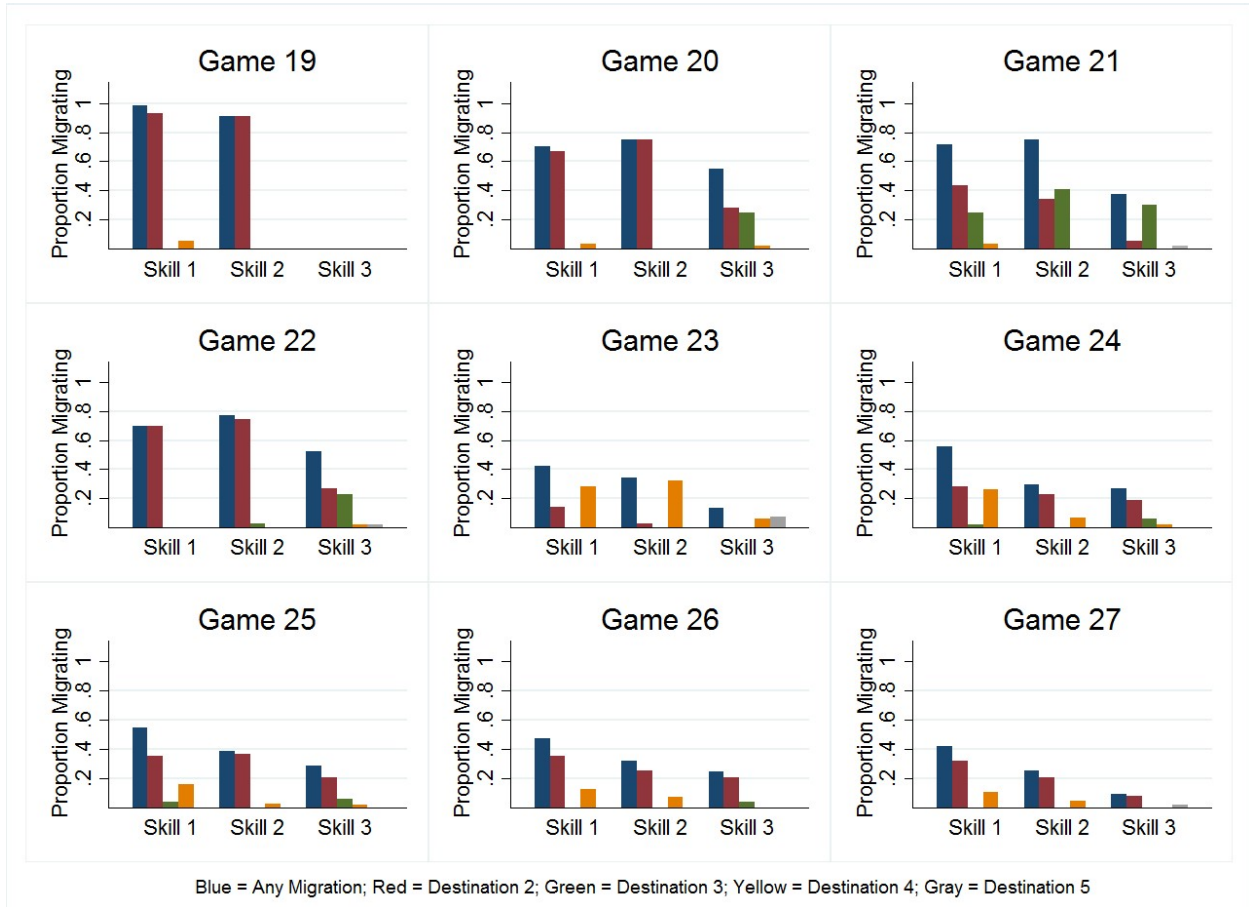 Game 19
Proportion Migrating
1
.8
.6
.4
.2
Skill 1 Skill 2 Skill 3
Game 20
Proportion Migrating
1
.8
.6
.4
.2
Skill 1 Skill 2 Skill 3
Game 21
Proportion Migrating
1
.8
.6
.4
.2
Skill 1 Skill 2 Skill 3
Game 22
Proportion Migrating
1
.8
.6
.4
.2
Skill 1 Skill 2 Skill 3
Game 23
Proportion Migrating
1
.8
.6
.4
.2
Skill 1 Skill 2 Skill 3
Game 24
Proportion Migrating
1
.8
.6
.4
.2
Skill 1 Skill 2 Skill 3
Game 25
Proportion Migrating
1
.8
.6
.4
.2
Skill 1 Skill 2 Skill 3
Game 26
Proportion Migrating
1
.8
.6
.4
.2
Skill 1 Skill 2 Skill 3
Game 27
Proportion Migrating
1
.8
.6
.4
.2
Skill 1 Skill 2 Skill 3
Blue = Any Migration; Red = Destination 2; Green = Destination 3; Yellow = Destination 4; Gray = Destination 5